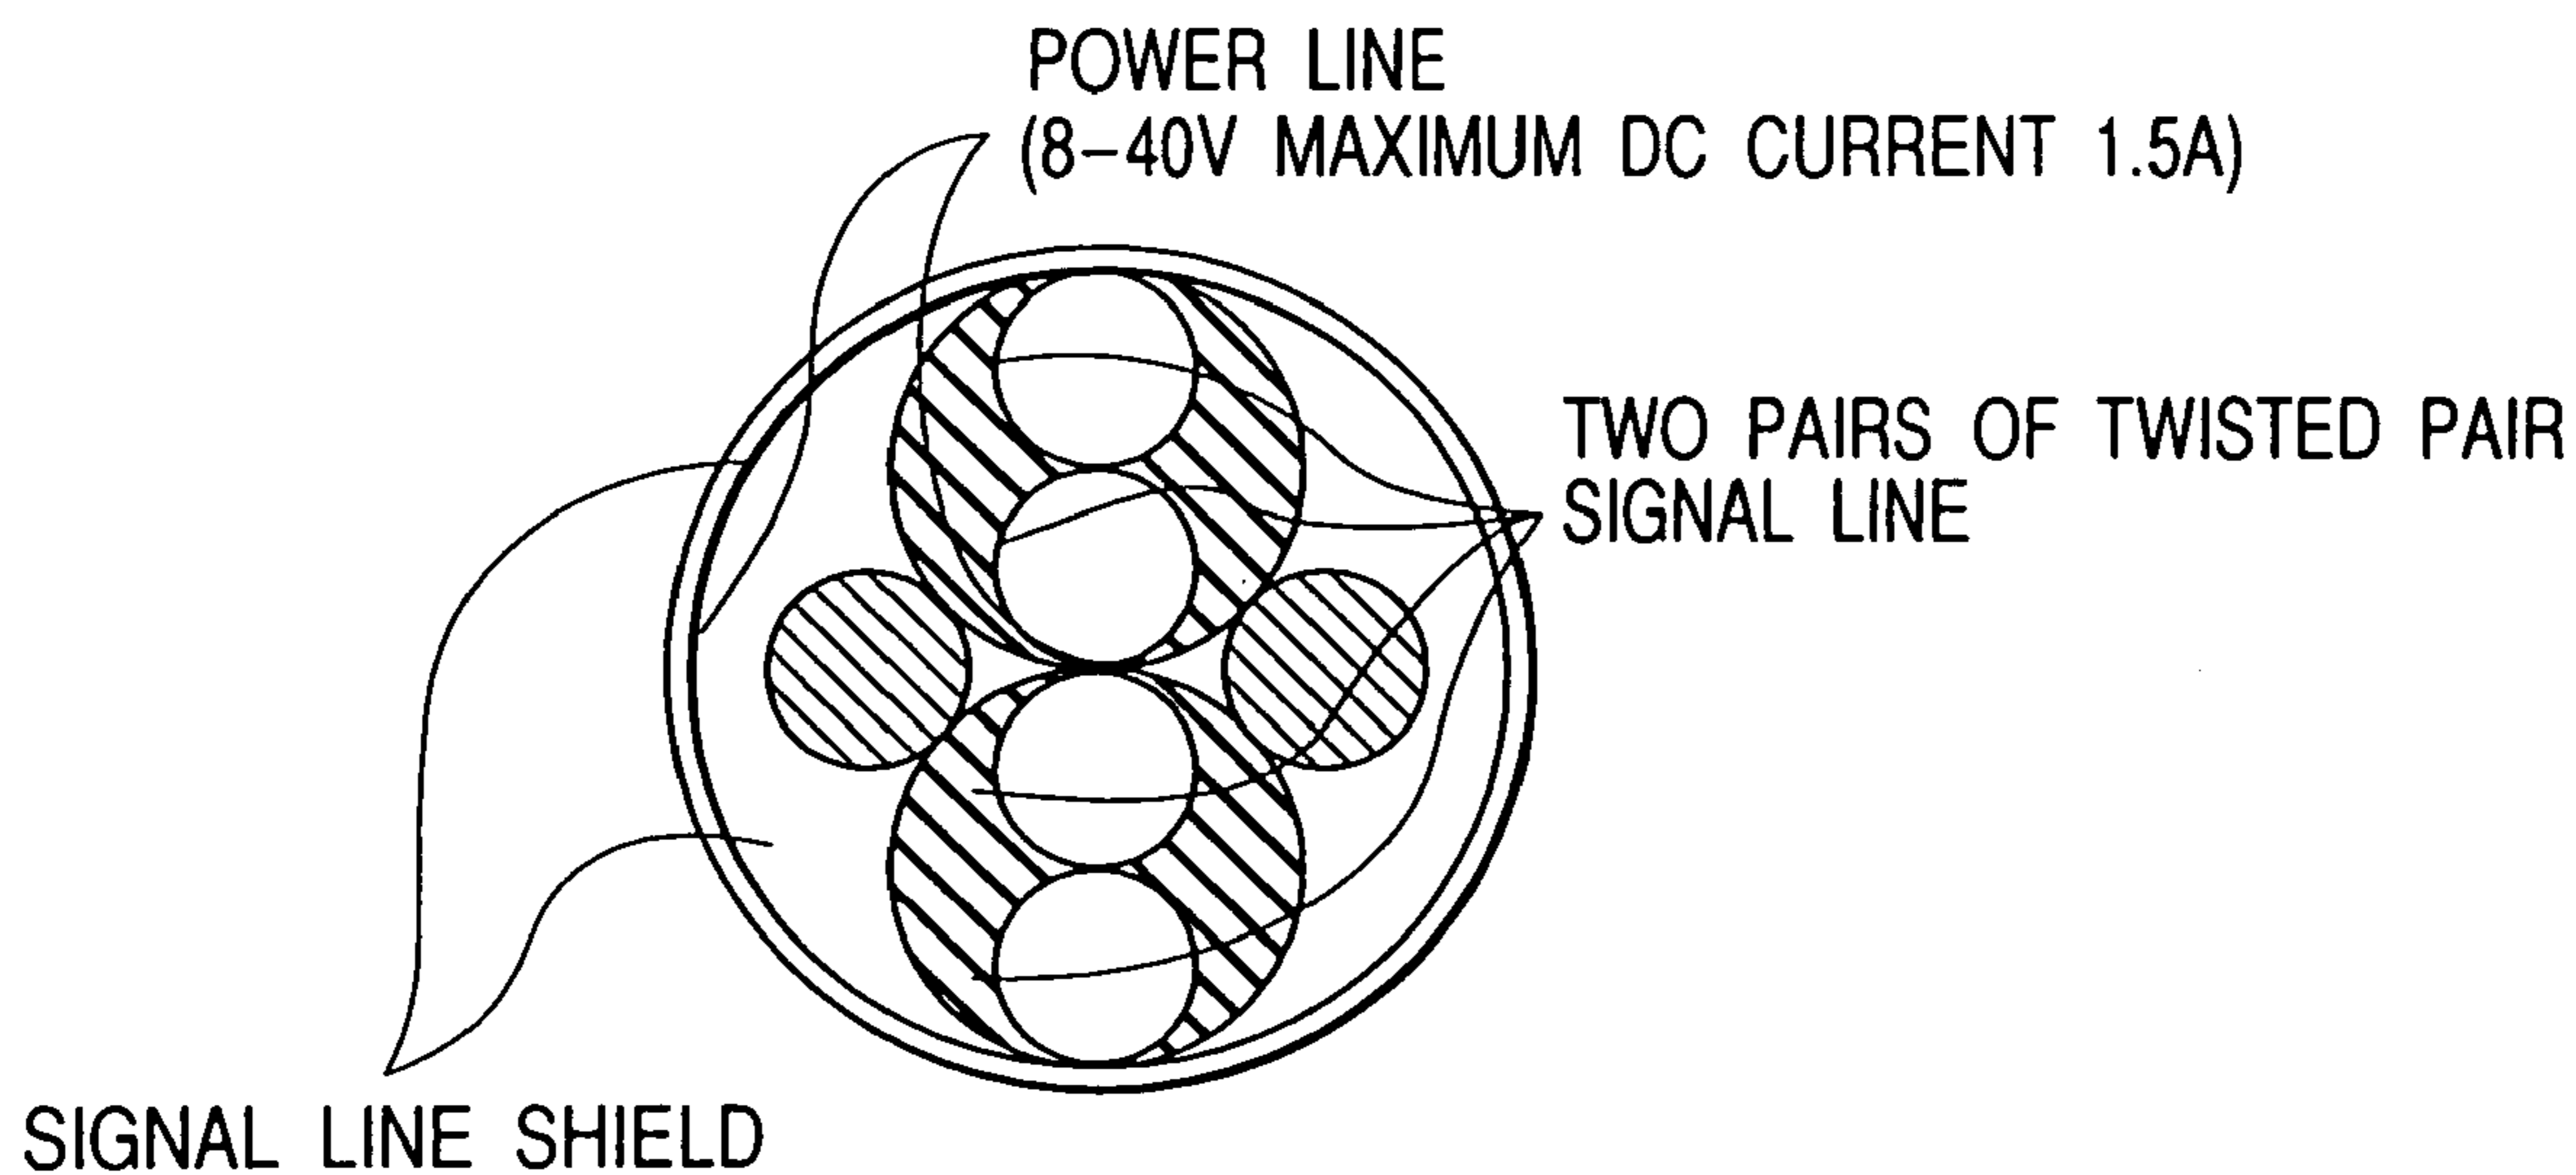 POWER LINE
(8–40V MAXIMUM DC CURRENT 1.5A)
TWO PAIRS OF TWISTED PAIR
SIGNAL LINE
SIGNAL LINE SHIELD